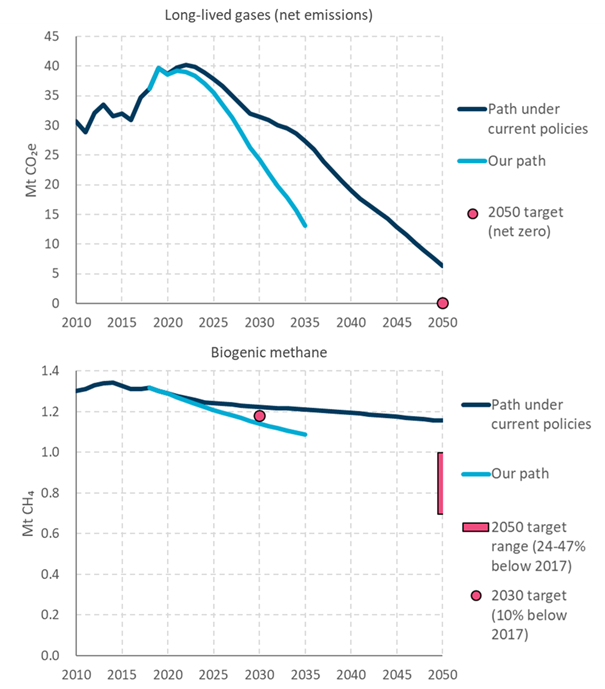 Long-lived gases (net emissions)
45
40
35
30
25
20
15
10
5
0
Mt CO₂e
2010 2015 2020 2025 2030 2035 2040 2045 2050
Path under
current policies
Our path
2050 target
(net zero)
Biogenic methane
1.4
1.2
1.0
0.8
0.6
0.4
0.2
0.0
Mt CH₄
2010 2015 2020 2025 2030 2035 2040 2045 2050
Path under
current policies
Our path
2050 target
range (24-47%
below 2017)
2030 target
(10% below
2017)